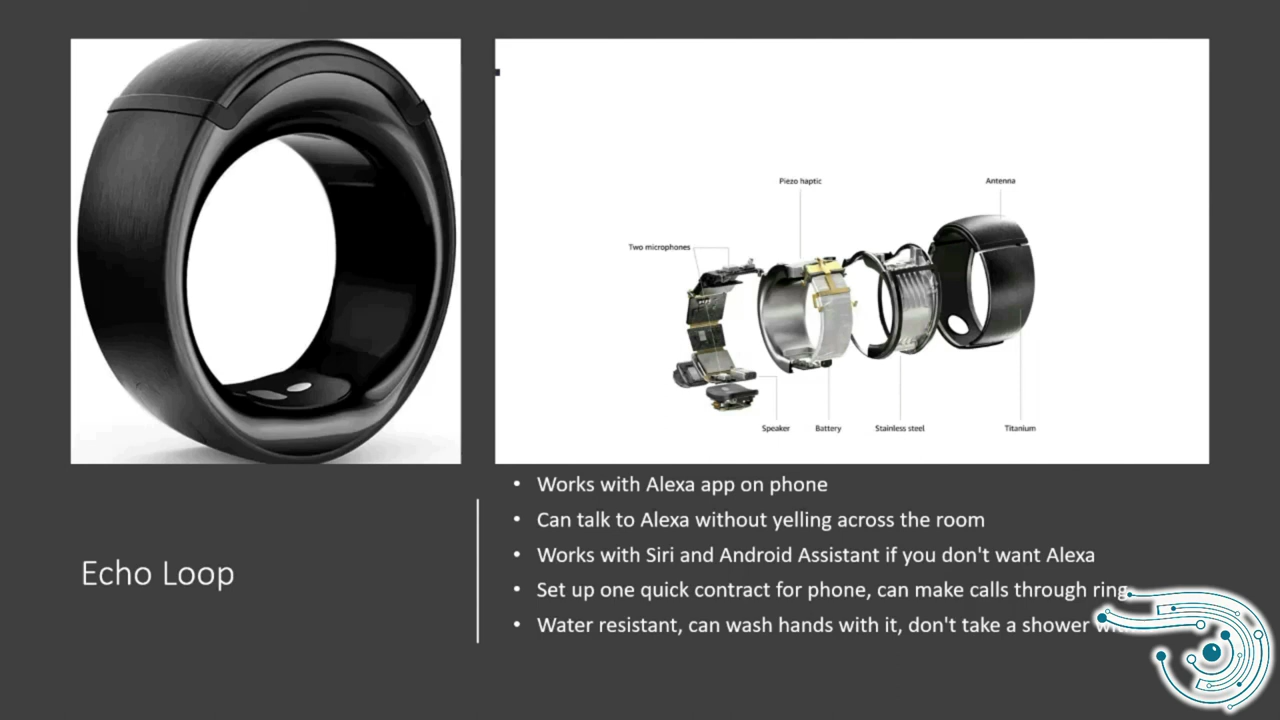 Piezo haptic
Antenna
Two microphones
Speaker
Battery
Stainless steel
Titanium
Echo Loop
• Works with Alexa app on phone
• Can talk to Alexa without yelling across the room
• Works with Siri and Android Assistant if you don't want Alexa
• Set up one quick contract for phone, can make calls through ring
• Water resistant, can wash hands with it, don't take a shower